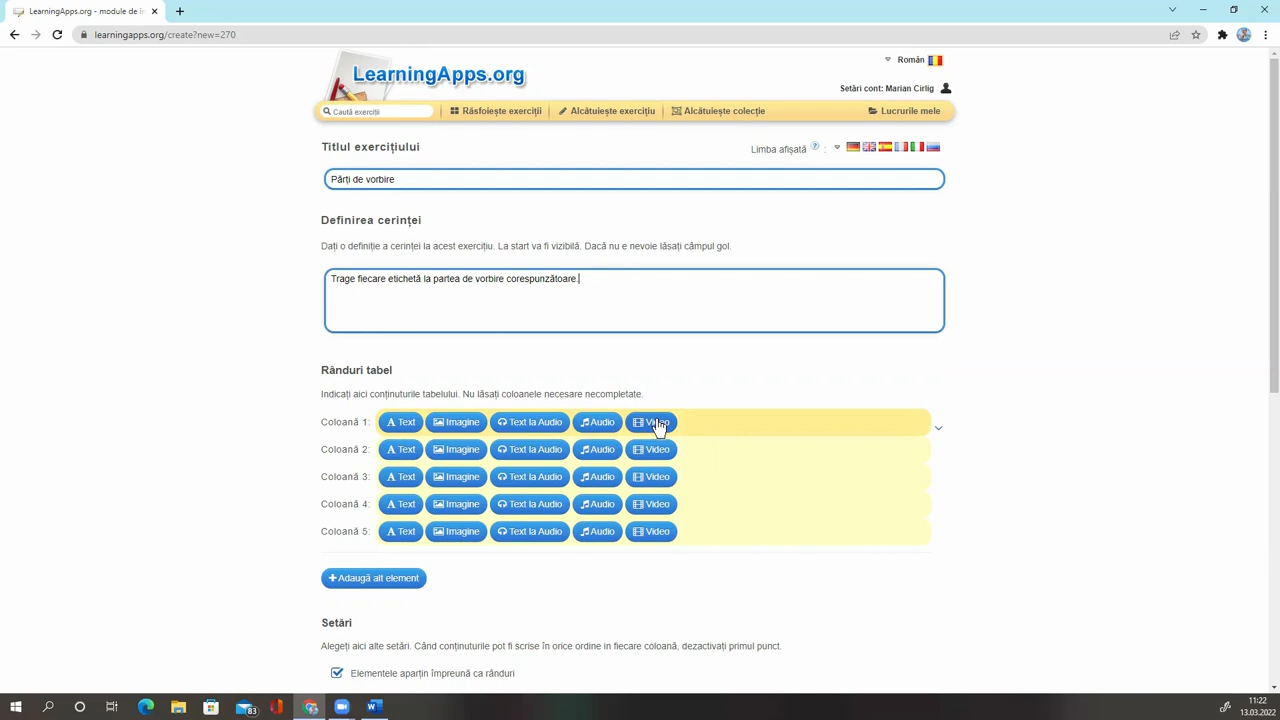 LearningApps.org - module de în
learningapps.org/create?new=270
LearningApps.org
Român
Setări cont: Marian Cirlig
Caută exerciții
Răsfoiește exerciții
Alcătuiește exercițiu
Alcătuiește colecție
Lucrurile mele
Titlul exercițiului
Limba afișată ? :
Părți de vorbire
Definirea cerinței
Dați o definiție a cerinței la acest exercițiu. La start va fi vizibilă. Dacă nu e nevoie lăsați câmpul gol.
Trage fiecare etichetă la partea de vorbire corespunzătoare.
Rânduri tabel
Indicați aici conținuturile tabelului. Nu lăsați coloanele necesare necompletate.
Coloană 1: Text Imagine Text la Audio Audio Video
Coloană 2: Text Imagine Text la Audio Audio Video
Coloană 3: Text Imagine Text la Audio Audio Video
Coloană 4: Text Imagine Text la Audio Audio Video
Coloană 5: Text Imagine Text la Audio Audio Video
Adaugă alt element
Setări
Alegeți aici alte setări. Când conținuturile pot fi scrise în orice ordine in fiecare coloană, dezactivați primul punct.
Elementele aparțin împreună ca rânduri
83
11:22
13.03.2022